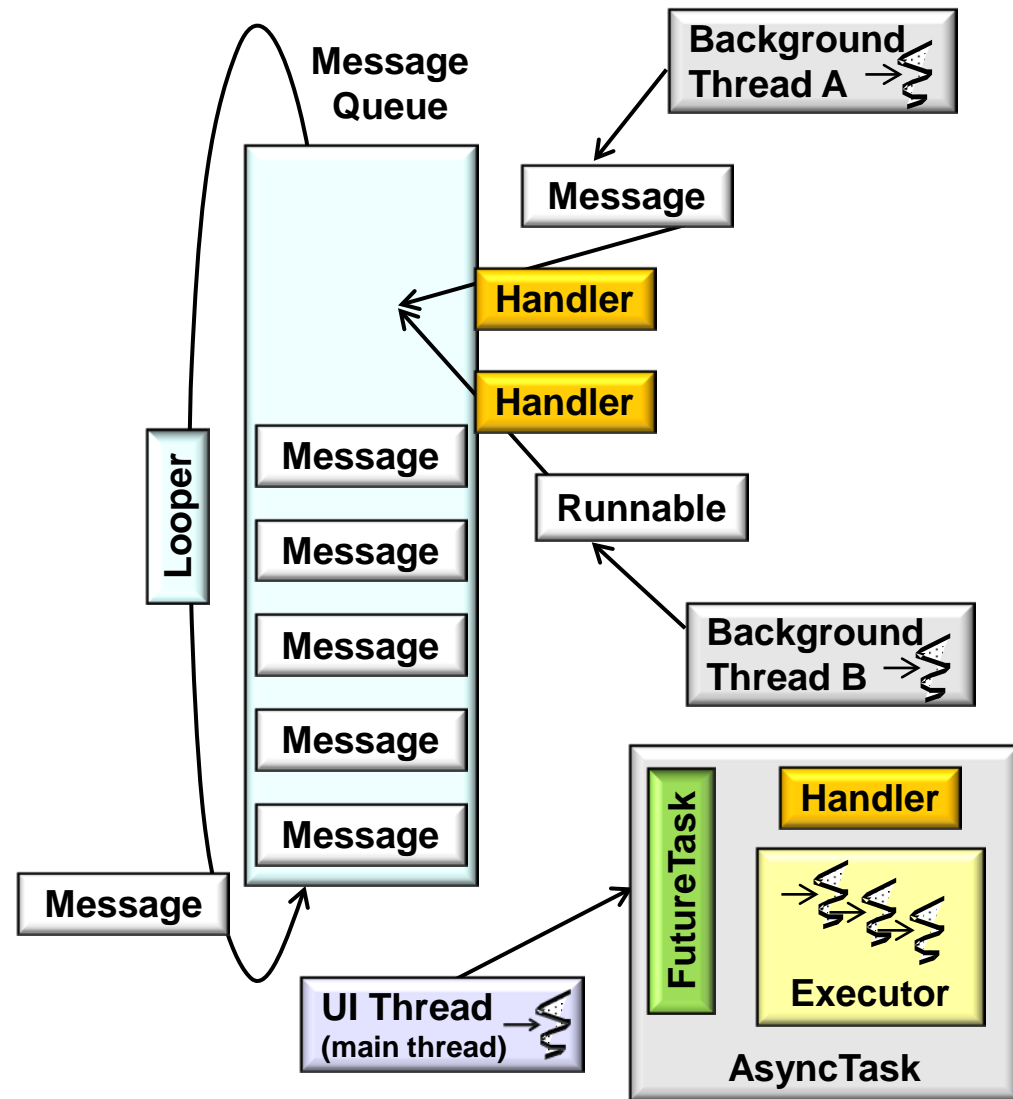 Message
Queue
Background
Thread A
Message
Handler
Handler
Message
Looper
Runnable
Message
Message
Background
Thread B
Message
Message
Message
FutureTask
Handler
Executor
UI Thread
(main thread)
AsyncTask